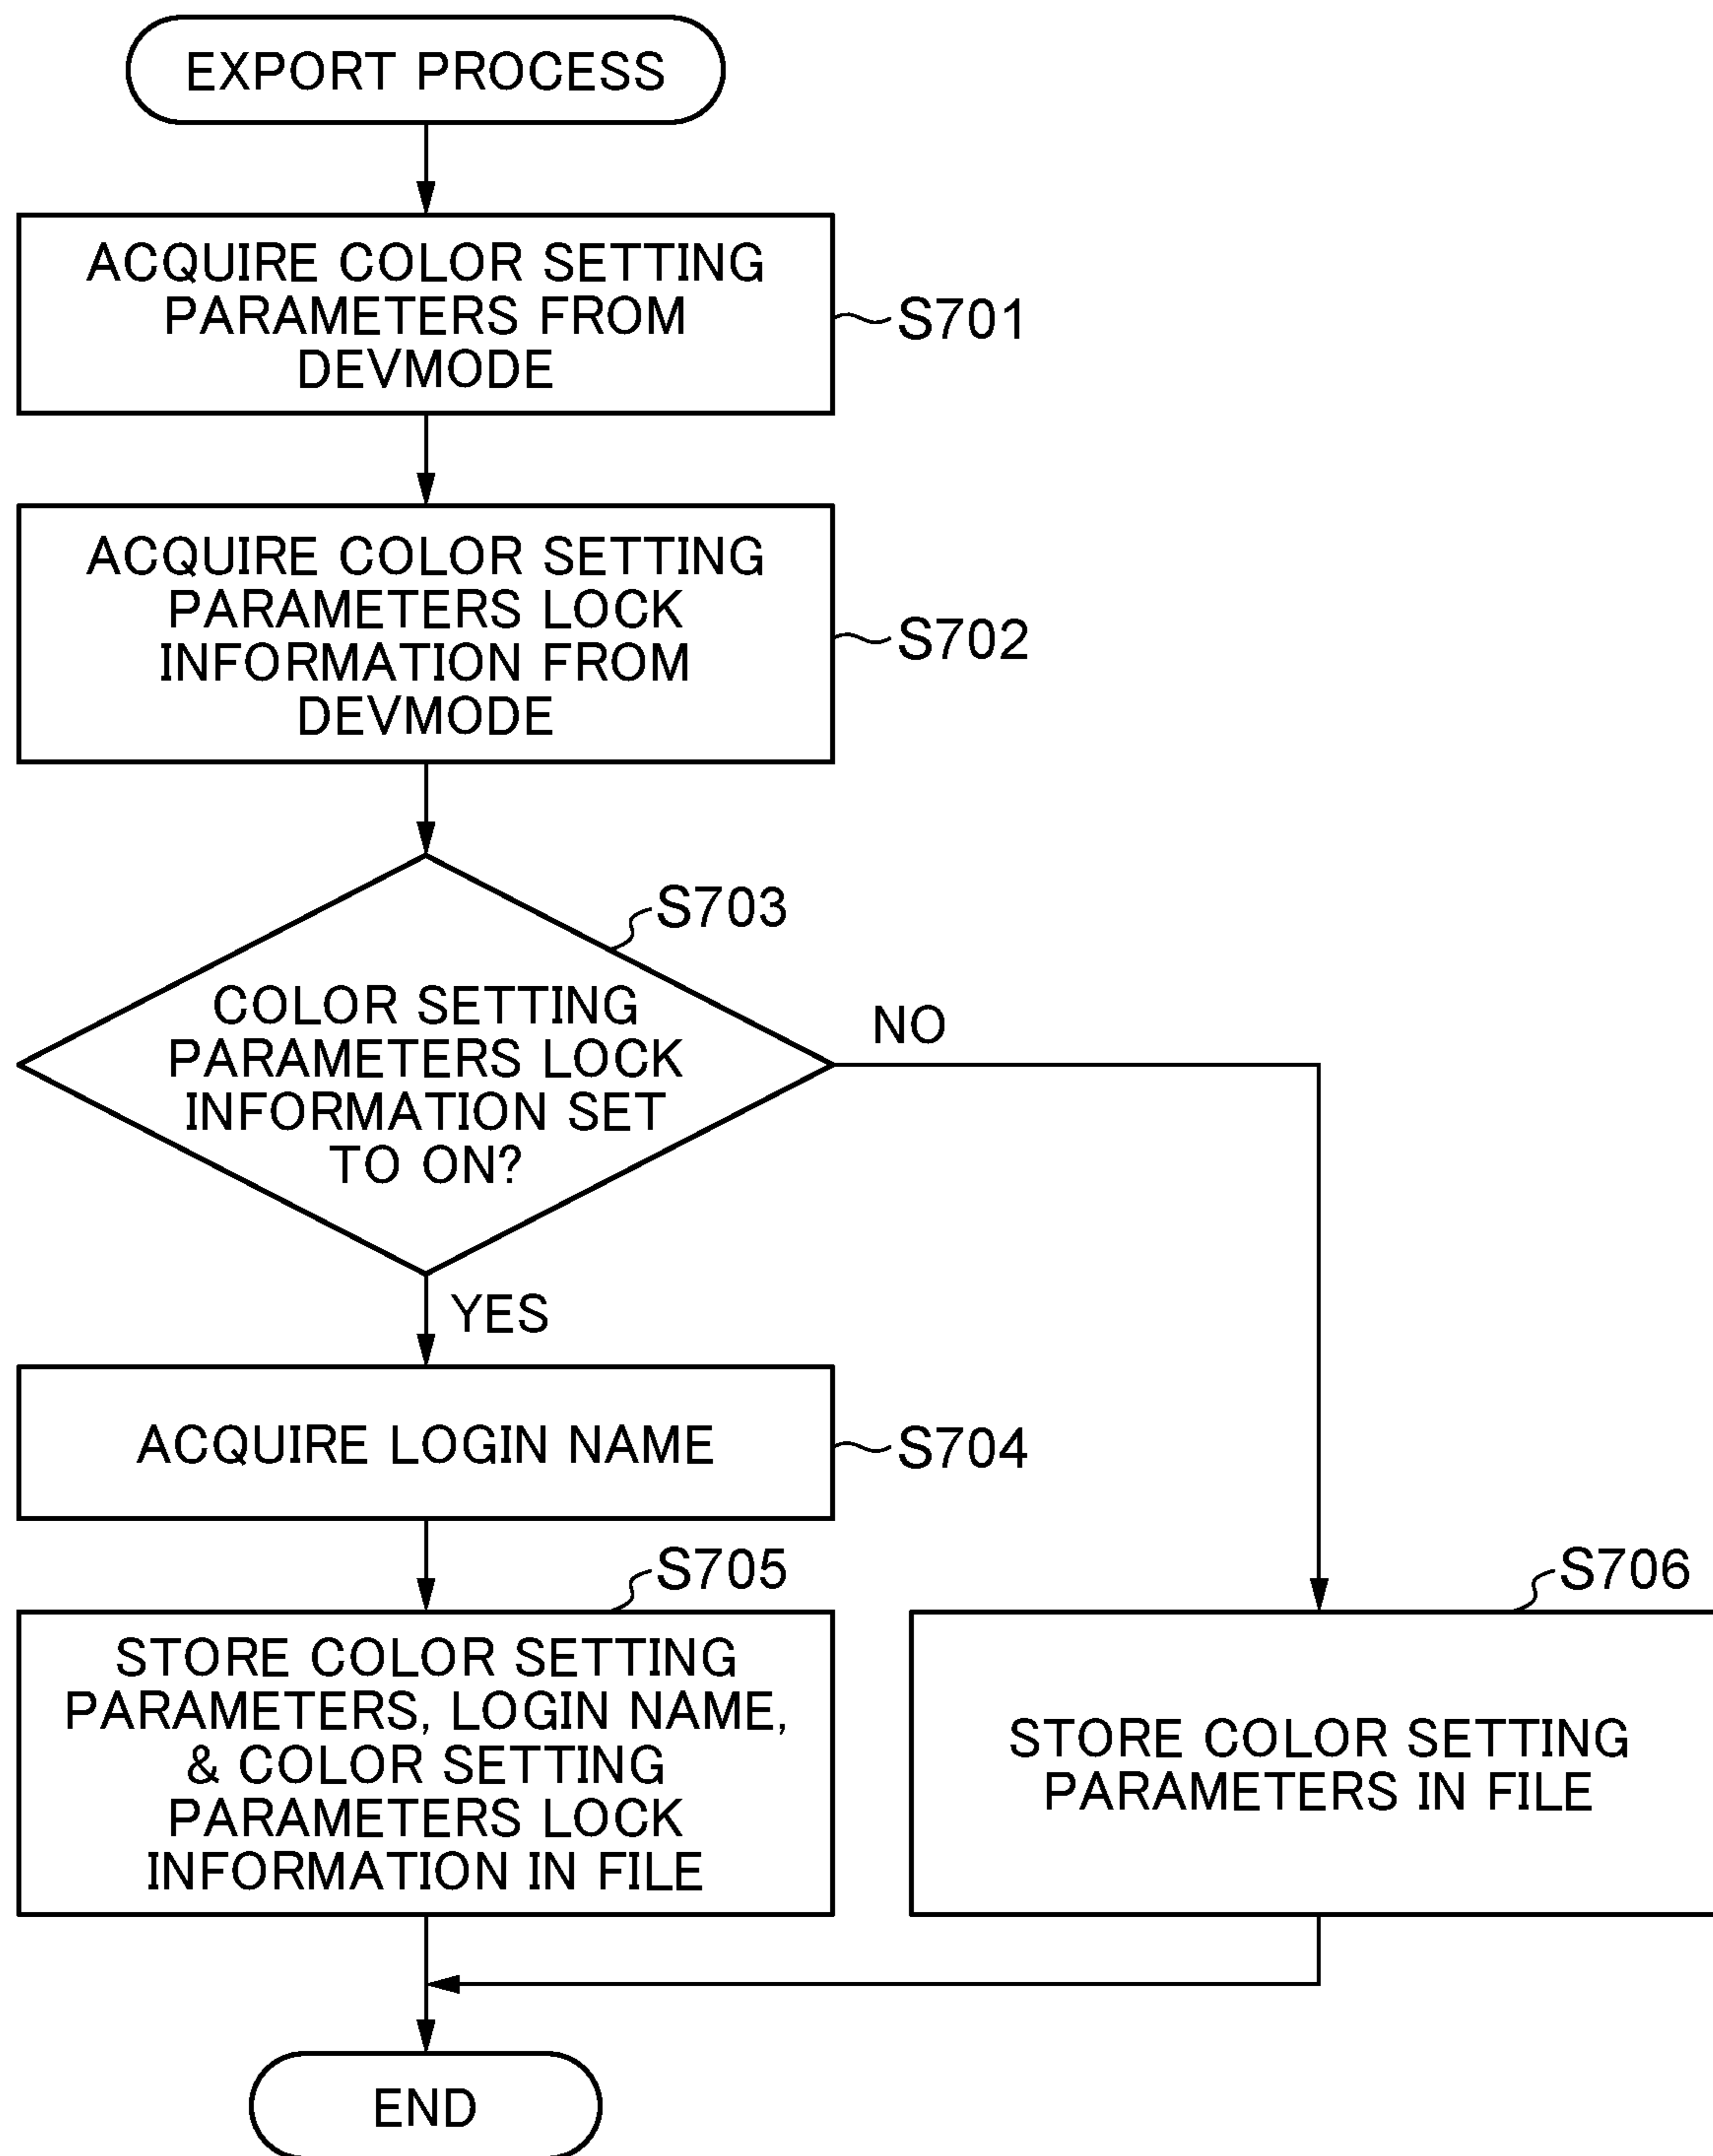 EXPORT PROCESS
ACQUIRE COLOR SETTING
PARAMETERS FROM
DEVMODE
S701
ACQUIRE COLOR SETTING
PARAMETERS LOCK
INFORMATION FROM
DEVMODE
S702
S703
COLOR SETTING
PARAMETERS LOCK
INFORMATION SET
TO ON?
NO
YES
ACQUIRE LOGIN NAME
S704
S705
STORE COLOR SETTING
PARAMETERS, LOGIN NAME,
& COLOR SETTING
PARAMETERS LOCK
INFORMATION IN FILE
S706
STORE COLOR SETTING
PARAMETERS IN FILE
END